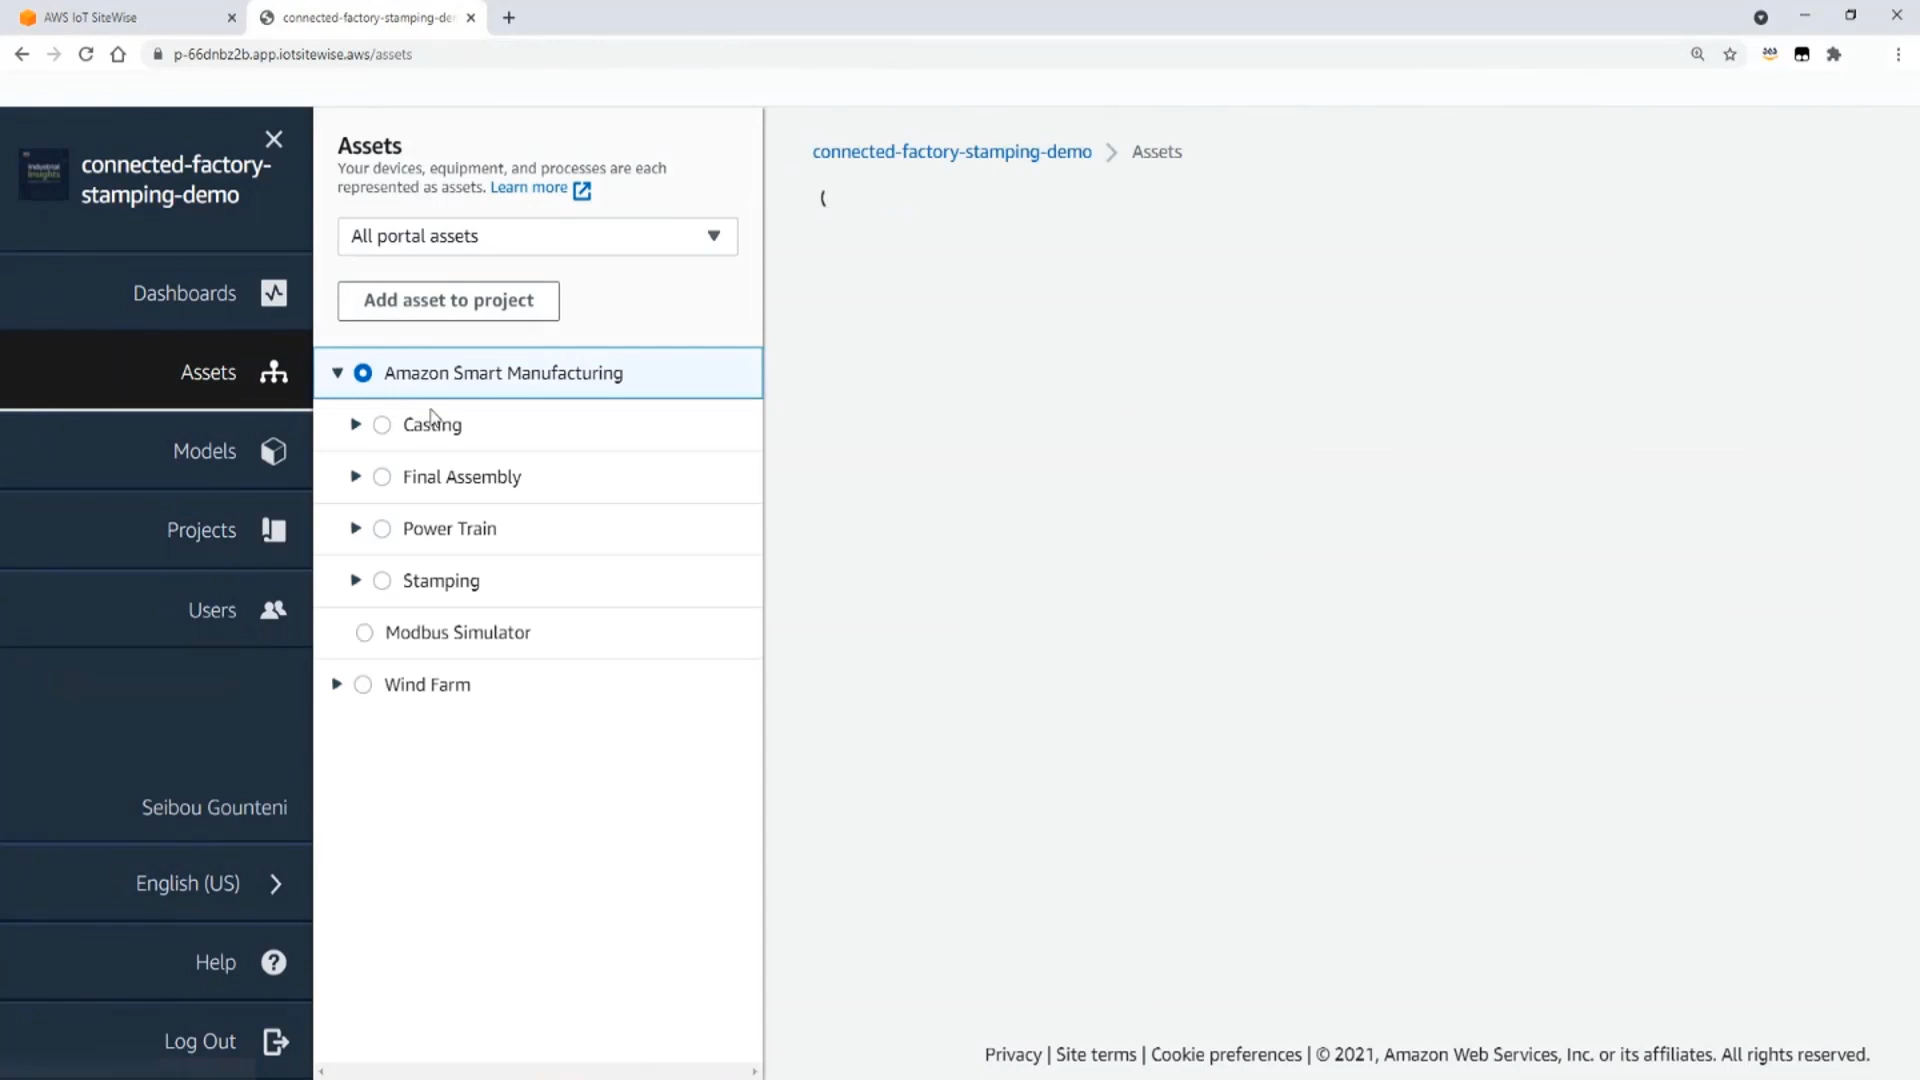 AWS IoT SiteWise
connected-factory-stamping-de
p-66dnbz2b.app.iotsitewise.aws/assets
Industrial
Insights
connected-factory-
stamping-demo
Dashboards
Assets
Models
Projects
Users
Seibou Gounteni
English (US)
Help
Log Out
Assets
Your devices, equipment, and processes are each
represented as assets. Learn more
All portal assets
Add asset to project
Amazon Smart Manufacturing
Casting
Final Assembly
Power Train
Stamping
Modbus Simulator
Wind Farm
connected-factory-stamping-demo > Assets
Privacy | Site terms | Cookie preferences | © 2021, Amazon Web Services, Inc. or its affiliates. All rights reserved.